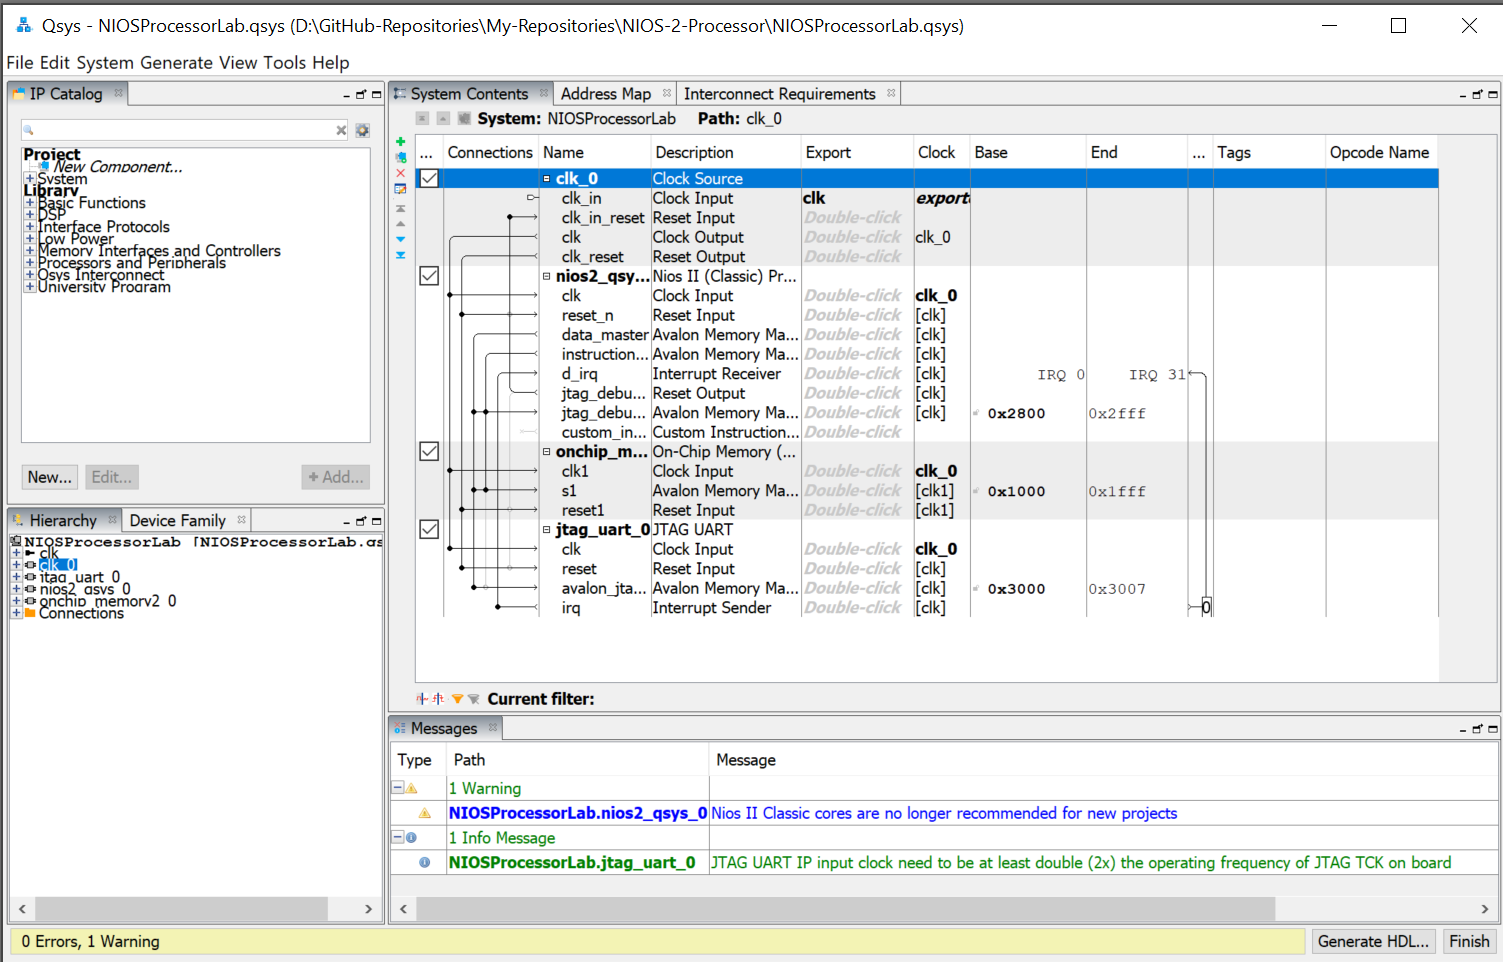 Qsys - NIOSProcessorLab.qsys (D:\GitHub-Repositories\My-Repositories\NIOS-2-Processor\NIOSProcessorLab.qsys)
File Edit System Generate View Tools Help
IP Catalog
Project
New Component...
System
Library
Basic Functions
DSP
Interface Protocols
Low Power
Memory Interfaces and Controllers
Processors and Peripherals
Qsys Interconnect
University Program
New... Edit... + Add...
Hierarchy Device Family
NIOSProcessorLab [NIOSProcessorLab.qs
clk
clk_0
jtag_uart_0
nios2_qsys_0
onchip_memory2_0
Connections
System Contents Address Map Interconnect Requirements
System: NIOSProcessorLab Path: clk_0
... Connections Name Description Export Clock Base End ... Tags Opcode Name
clk_0 Clock Source
clk_in Clock Input clk export
clk_in_reset Reset Input Double-click
clk Clock Output Double-click clk_0
clk_reset Reset Output Double-click
nios2_qsy... Nios II (Classic) Pr...
clk Clock Input Double-click clk_0
reset_n Reset Input Double-click [clk]
data_master Avalon Memory Ma... Double-click [clk]
instruction... Avalon Memory Ma... Double-click [clk]
d_irq Interrupt Receiver Double-click [clk] IRQ 0 IRQ 31
jtag_debu... Reset Output Double-click [clk]
jtag_debu... Avalon Memory Ma... Double-click [clk] 0x2800 0x2fff
custom_in... Custom Instruction... Double-click
onchip_m... On-Chip Memory (...
clk1 Clock Input Double-click clk_0
s1 Avalon Memory Ma... Double-click [clk1] 0x1000 0x1fff
reset1 Reset Input Double-click [clk1]
jtag_uart_0 JTAG UART
clk Clock Input Double-click clk_0
reset Reset Input Double-click [clk]
avalon_jta... Avalon Memory Ma... Double-click [clk] 0x3000 0x3007
irq Interrupt Sender Double-click [clk] 0
Current filter:
Messages
Type Path Message
1 Warning
NIOSProcessorLab.nios2_qsys_0 Nios II Classic cores are no longer recommended for new projects
1 Info Message
NIOSProcessorLab.jtag_uart_0 JTAG UART IP input clock need to be at least double (2x) the operating frequency of JTAG TCK on board
0 Errors, 1 Warning
Generate HDL... Finish